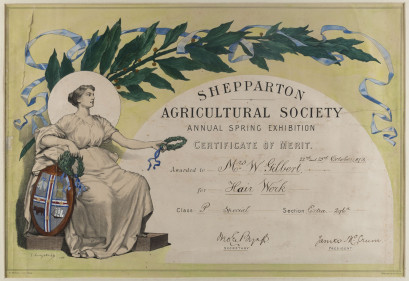 SHEPPARTON
AGRICULTURAL SOCIETY
ANNUAL SPRING EXHIBITION
CERTIFICATE OF MERIT.
Awarded to Mrs W. Gilbert
for Hair Work
Class P Special Section Extra
SECRETARY
PRESIDENT